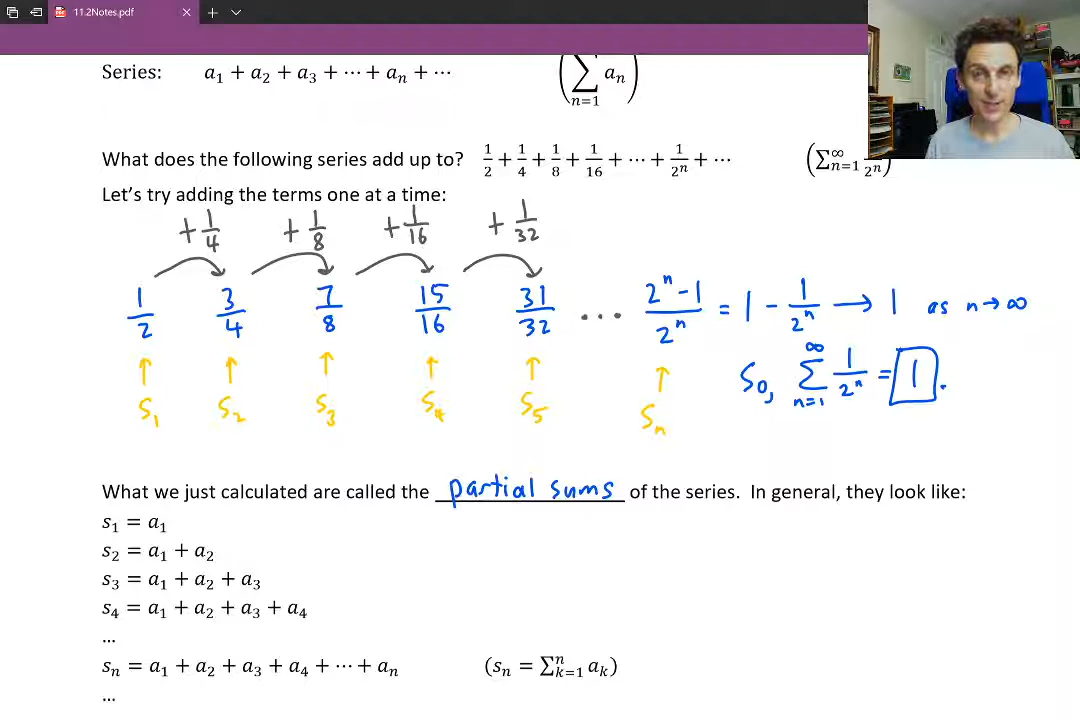 11.2Notes.pdf
Series: a₁ + a₂ + a₃ + ⋯ + aₙ + ⋯ (∑ₙ₌₁ aₙ)
What does the following series add up to? 1/2 + 1/4 + 1/8 + 1/16 + ⋯ + 1/2ⁿ + ⋯ (∑ₙ₌₁^∞ 2ⁿ)
Let's try adding the terms one at a time:
+1/4 +1/8 +1/16 +1/32
1/2 3/4 7/8 15/16 31/32 ... (2ⁿ-1)/2ⁿ = 1 - 1/2ⁿ → 1 as n→∞
So, ∑ₙ₌₁^∞ 1/2ⁿ = 1.
↑ ↑ ↑ ↑ ↑ ↑
S₁ S₂ S₃ S₄ S₅ Sₙ
What we just calculated are called the partial sums of the series. In general, they look like:
s₁ = a₁
s₂ = a₁ + a₂
s₃ = a₁ + a₂ + a₃
s₄ = a₁ + a₂ + a₃ + a₄
...
sₙ = a₁ + a₂ + a₃ + a₄ + ⋯ + aₙ (sₙ = ∑ₖ₌₁ⁿ aₖ)
...